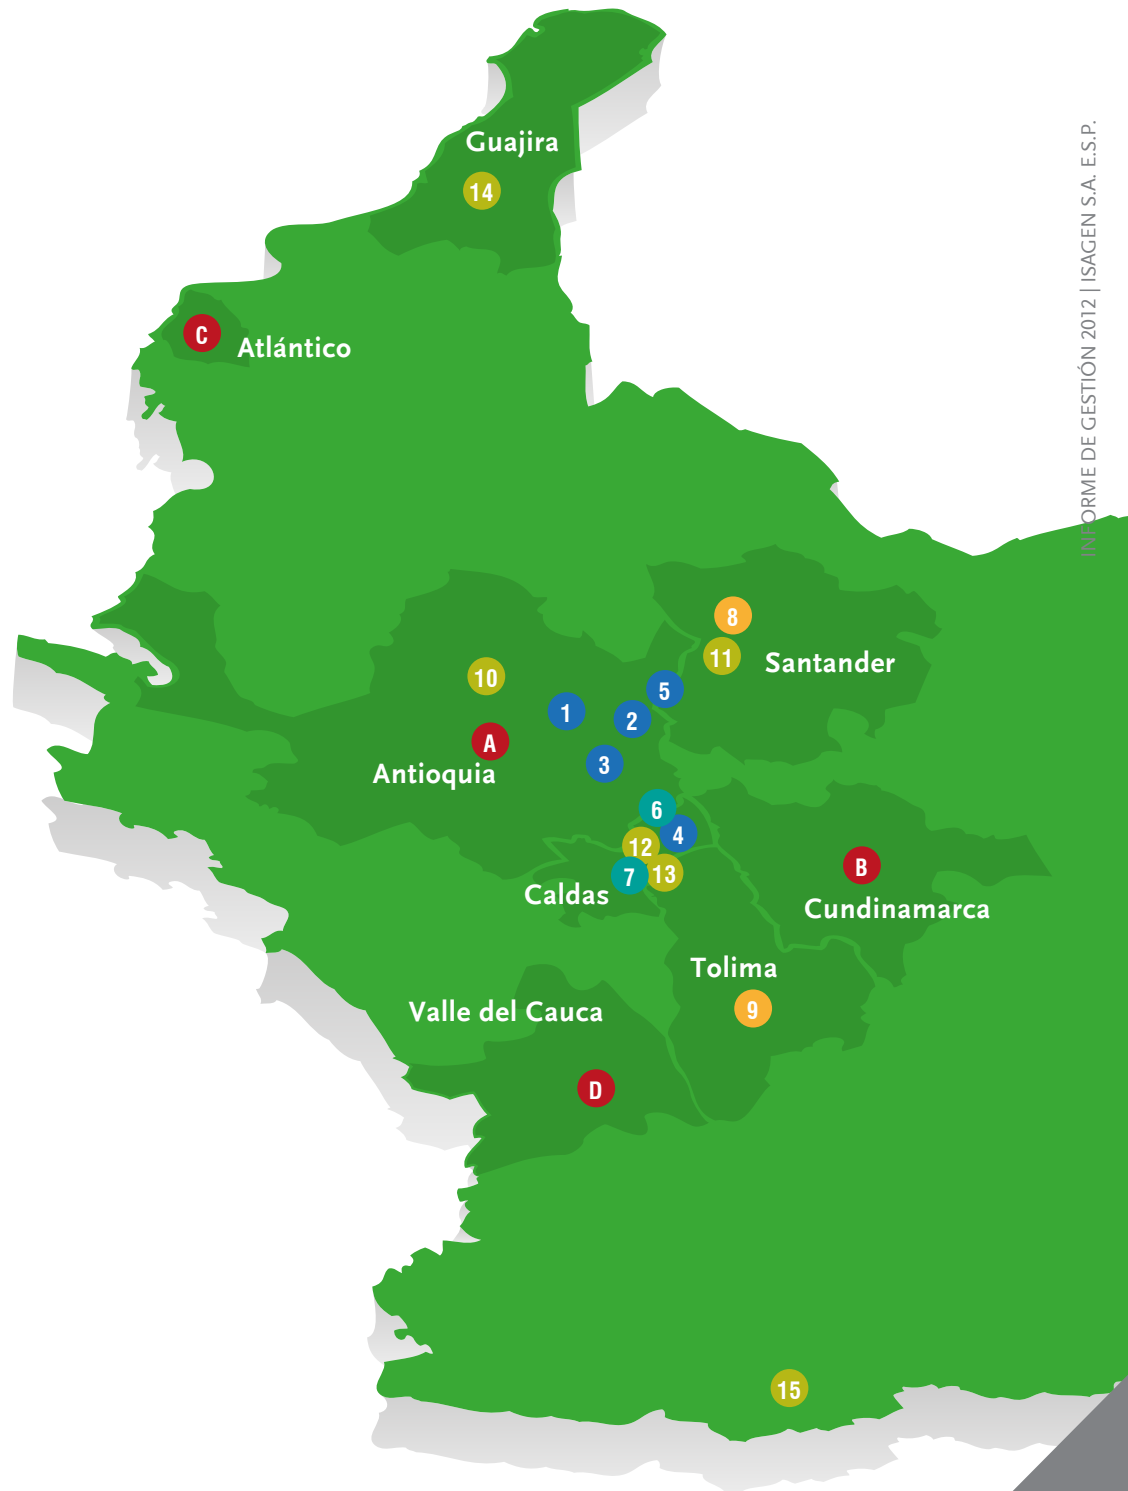 Guajira
14
C
Atlántico
INFORME DE GESTIÓN 2012 | ISAGEN S.A. E.S.P.
8
11
Santander
10
5
1
2
A
3
Antioquia
6
4
12
7
13
B
Caldas
Cundinamarca
Tolima
Valle del Cauca
9
D
15